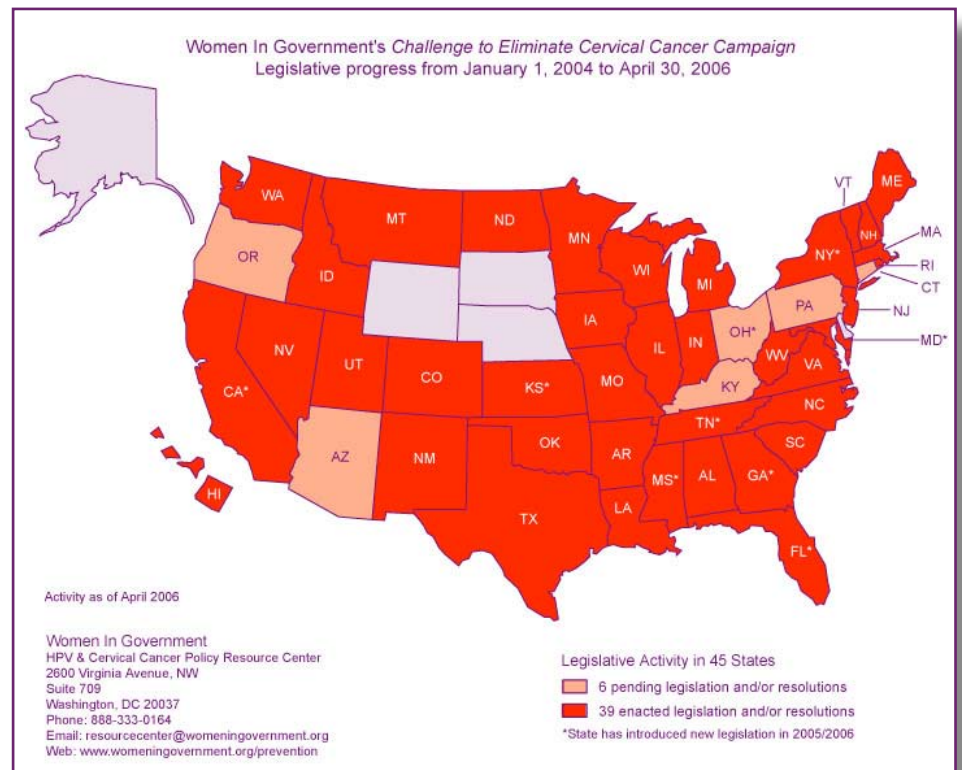 Women In Government's Challenge to Eliminate Cervical Cancer Campaign
Legislative progress from January 1, 2004 to April 30, 2006
WA
MT
ND
MN
VT
ME
NH
MA
OR
ID
WI
MI
NY*
RI
CT
PA
NJ
IA
OH*
MD*
NV
UT
CO
IL
IN
WV
VA
CA*
KS*
MO
KY
NC
TN*
AZ
NM
OK
AR
SC
MS*
AL
GA*
HI
TX
LA
FL*
Activity as of April 2006
Women In Government
HPV & Cervical Cancer Policy Resource Center
2600 Virginia Avenue, NW
Suite 709
Washington, DC 20037
Phone: 888-333-0164
Email: resourcecenter@womeningovernment.org
Web: www.womeningovernment.org/prevention
Legislative Activity in 45 States
6 pending legislation and/or resolutions
39 enacted legislation and/or resolutions
*State has introduced new legislation in 2005/2006